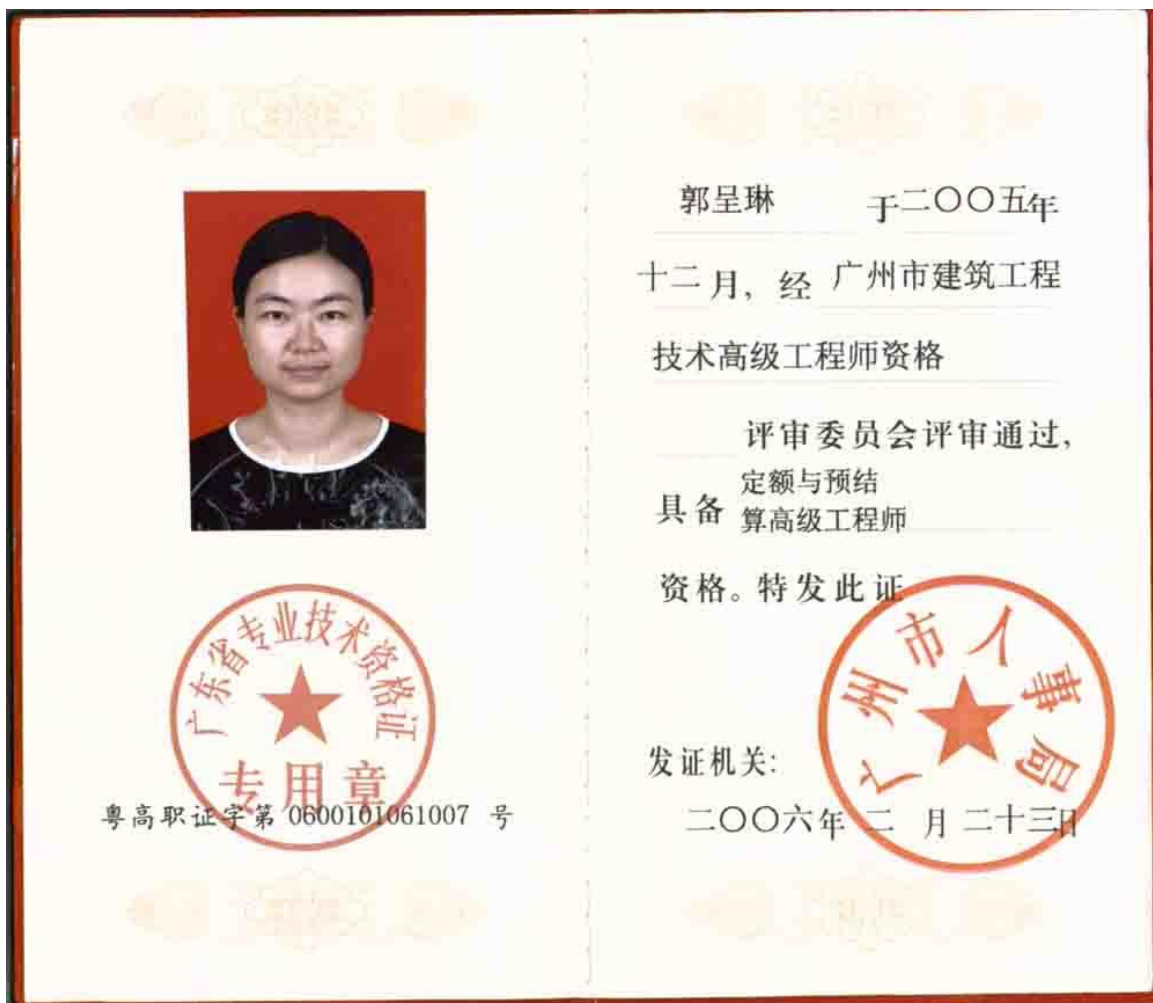 广东省专业技术资格证
专用章
粤高职证字第 0600101061007 号
郭呈琳 于二〇〇五年
十二月，经 广州市建筑工程
技术高级工程师资格
评审委员会评审通过，
具备 定额与预结
算高级工程师
资格。特发此证
广州市人事局
发证机关：
二〇〇六年 二 月 二十三日